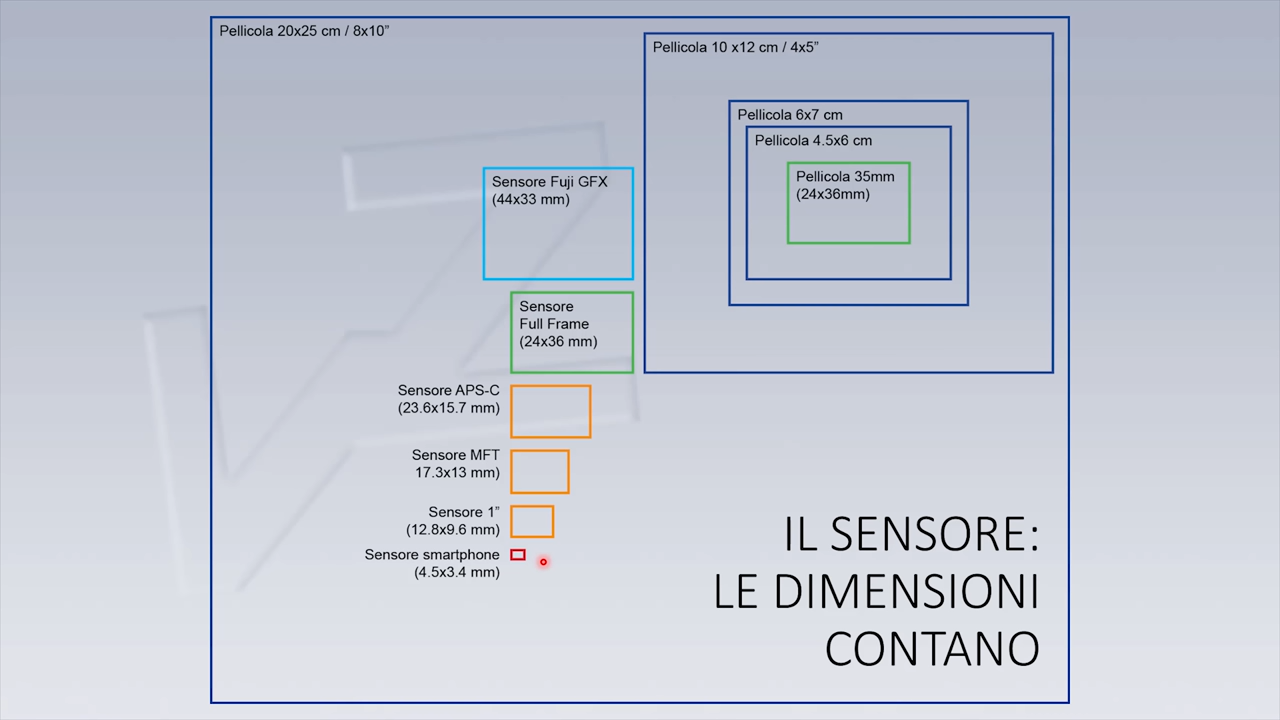 Pellicola 20x25 cm / 8x10”
Pellicola 10 x12 cm / 4x5”
Pellicola 6x7 cm
Pellicola 4.5x6 cm
Pellicola 35mm
(24x36mm)
Sensore Fuji GFX
(44x33 mm)
Sensore
Full Frame
(24x36 mm)
Sensore APS-C
(23.6x15.7 mm)
Sensore MFT
17.3x13 mm)
Sensore 1”
(12.8x9.6 mm)
Sensore smartphone
(4.5x3.4 mm)
IL SENSORE:
LE DIMENSIONI
CONTANO